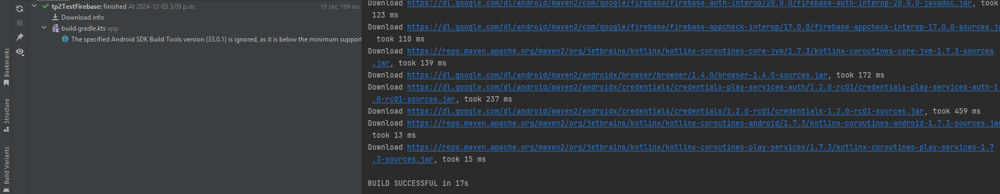 tp2TestFirebase: finished At 2024-12-03 3:09 p.m. 19 sec, 109 ms
Download info
build.gradle.kts app
The specified Android SDK Build Tools version (33.0.1) is ignored, as it is below the minimum support
Bookmarks
Structure
Build Variants
Download https://dl.google.com/dl/android/maven2/com/google/firebase/firebase-auth-interop/20.0.0/firebase-auth-interop-20.0.0-javadoc.jar, took
123 ms
Download https://dl.google.com/dl/android/maven2/com/google/firebase/firebase-appcheck-interop/17.0.0/firebase-appcheck-interop-17.0.0-sources.ja
took 110 ms
Download https://repo.maven.apache.org/maven2/org/jetbrains/kotlinx/kotlinx-coroutines-core-jvm/1.7.3/kotlinx-coroutines-core-jvm-1.7.3-sources
.jar, took 139 ms
Download https://dl.google.com/dl/android/maven2/androidx/browser/browser/1.4.0/browser-1.4.0-sources.jar, took 172 ms
Download https://dl.google.com/dl/android/maven2/androidx/credentials/credentials-play-services-auth/1.2.0-rc01/credentials-play-services-auth-1.
.0-rc01-sources.jar, took 237 ms
Download https://dl.google.com/dl/android/maven2/androidx/credentials/credentials/1.2.0-rc01/credentials-1.2.0-rc01-sources.jar, took 459 ms
Download https://repo.maven.apache.org/maven2/org/jetbrains/kotlinx/kotlinx-coroutines-android/1.7.3/kotlinx-coroutines-android-1.7.3-sources.jar
took 13 ms
Download https://repo.maven.apache.org/maven2/org/jetbrains/kotlinx/kotlinx-coroutines-play-services/1.7.3/kotlinx-coroutines-play-services-1.7
.3-sources.jar, took 15 ms
BUILD SUCCESSFUL in 17s